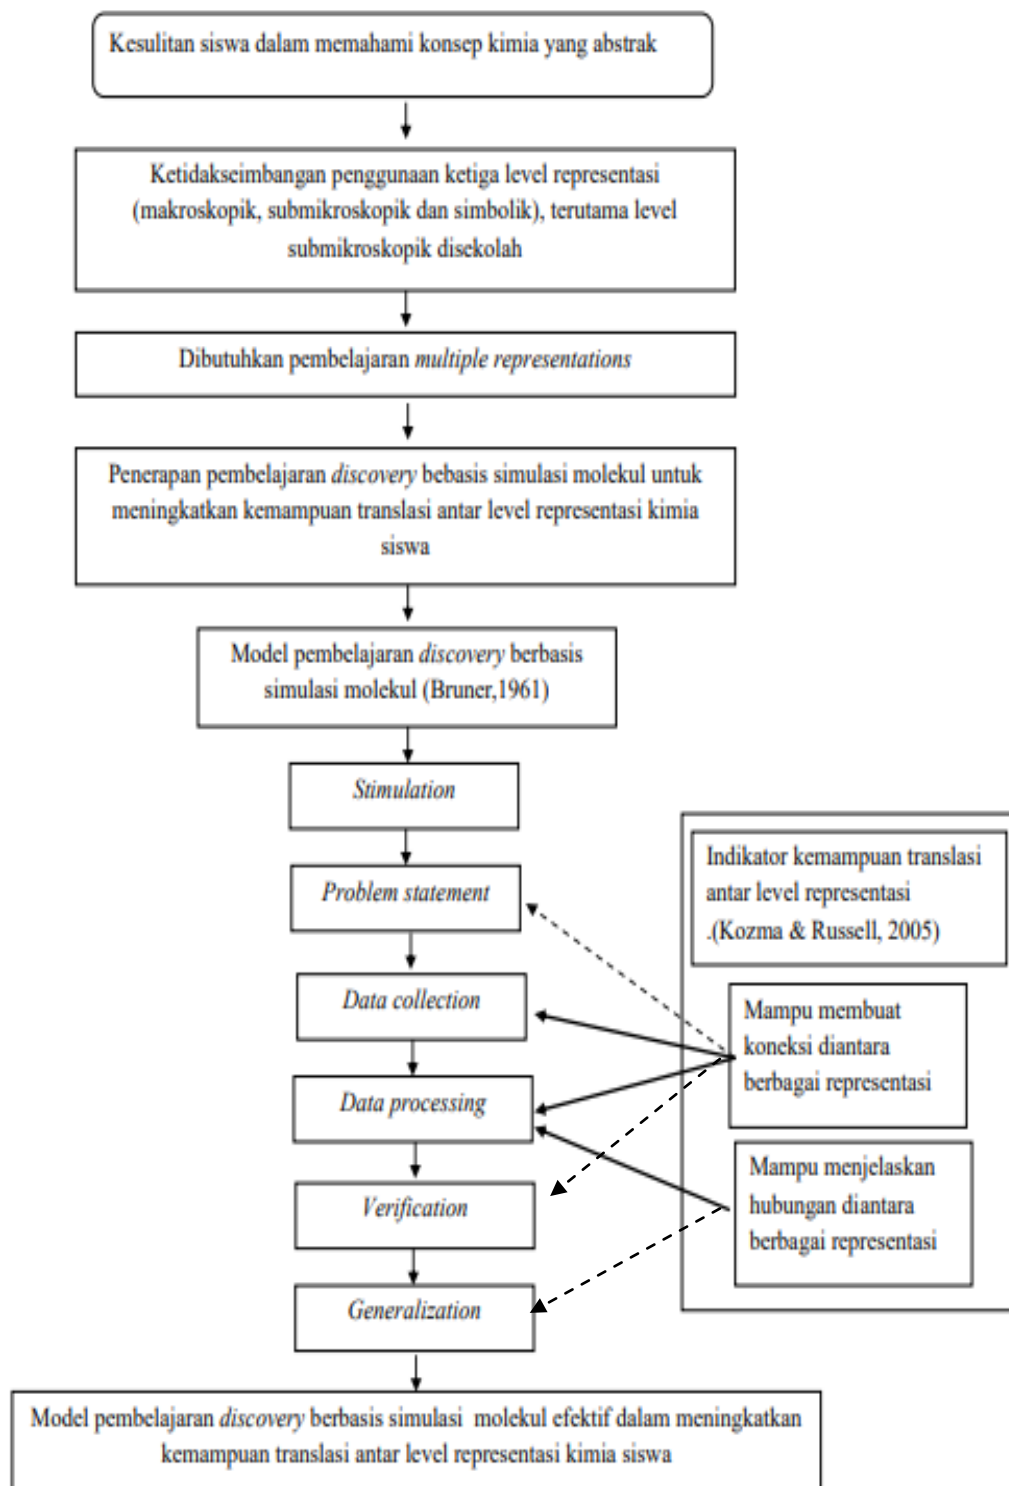 Kesulitan siswa dalam memahami konsep kimia yang abstrak
Ketidakseimbangan penggunaan ketiga level representasi
(makroskopik, submikroskopik dan simbolik), terutama level
submikroskopik disekolah
Dibutuhkan pembelajaran multiple representations
Penerapan pembelajaran discovery bebasis simulasi molekul untuk
meningkatkan kemampuan translasi antar level representasi kimia
siswa
Model pembelajaran discovery berbasis
simulasi molekul (Bruner,1961)
Stimulation
Problem statement
Data collection
Data processing
Verification
Generalization
Indikator kemampuan translasi
antar level representasi
.(Kozma & Russell, 2005)
Mampu membuat
koneksi diantara
berbagai representasi
Mampu menjelaskan
hubungan diantara
berbagai representasi
Model pembelajaran discovery berbasis simulasi molekul efektif dalam meningkatkan
kemampuan translasi antar level representasi kimia siswa